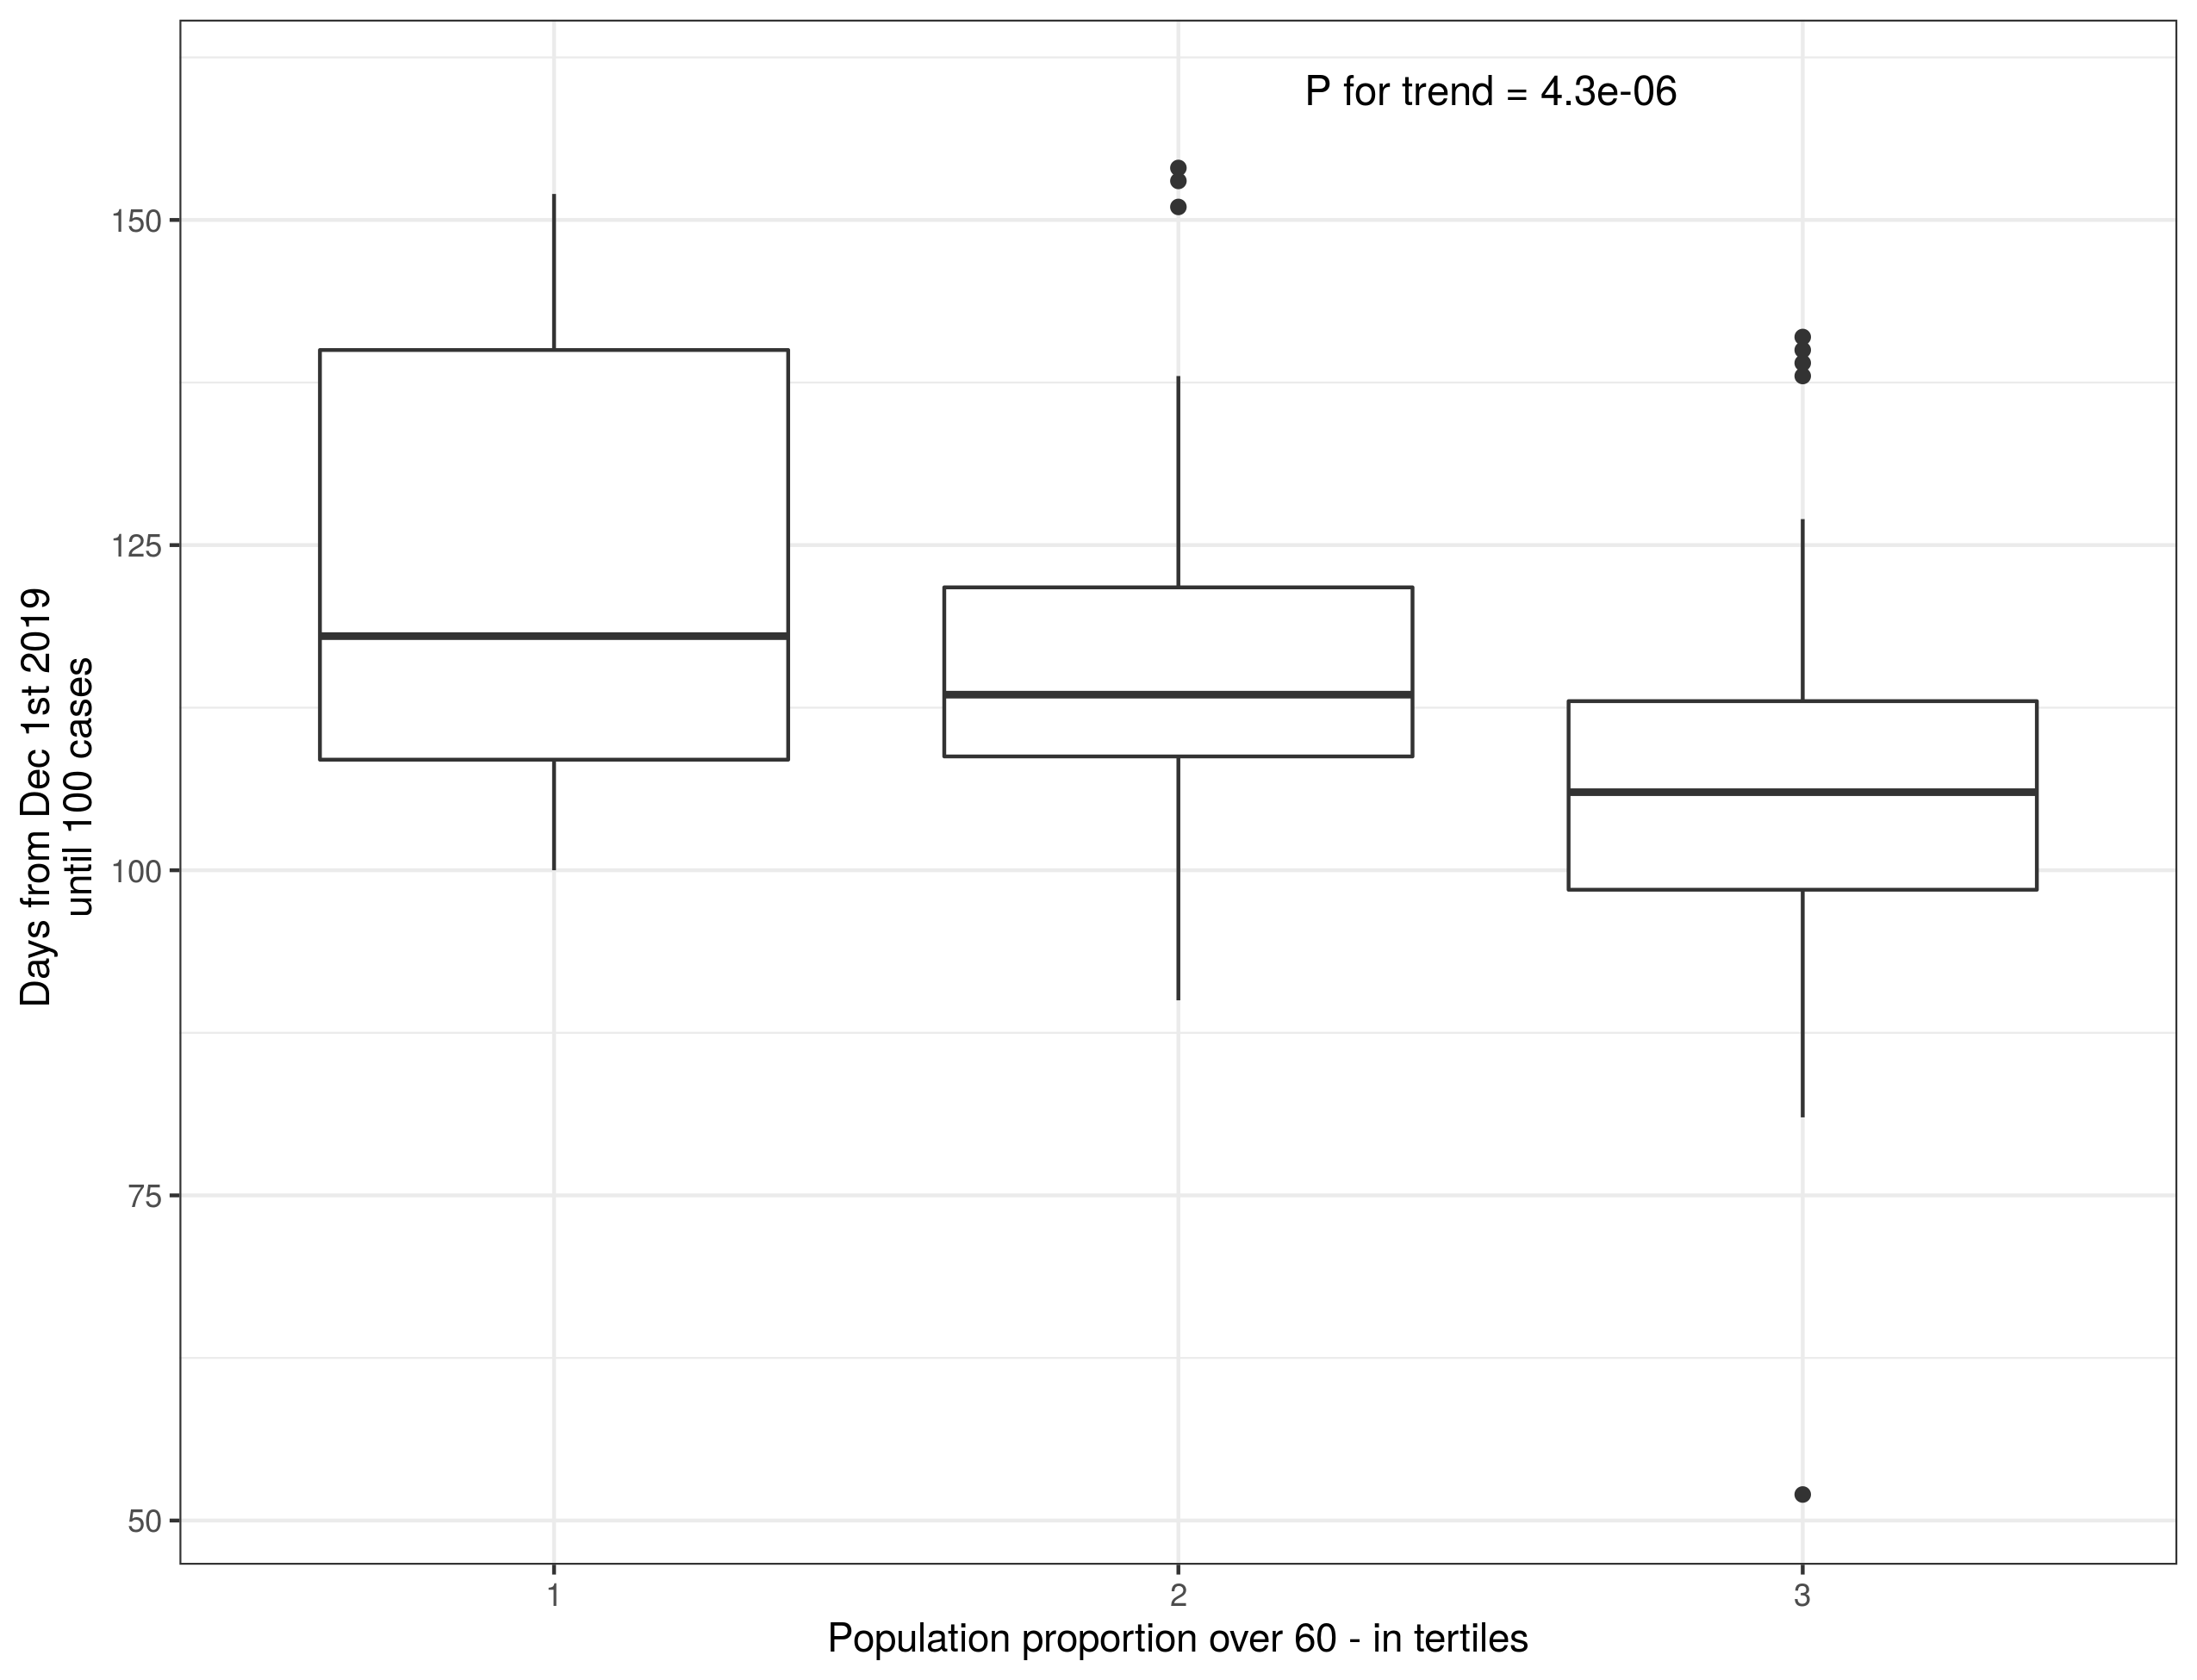 P for trend = 4.3e-06
150
125
100
75
50
Days from Dec 1st 2019
until 100 cases
1
2
3
Population proportion over 60 - in tertiles